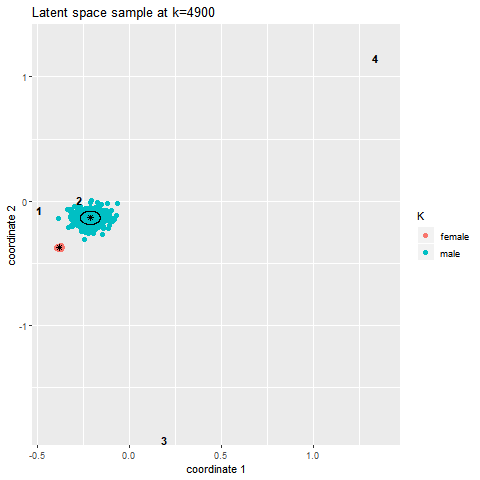 Latent space sample at k=4900
4
1
0
-1
coordinate 2
1
2
3
-0.5
0.0
0.5
1.0
coordinate 1
K
female
male